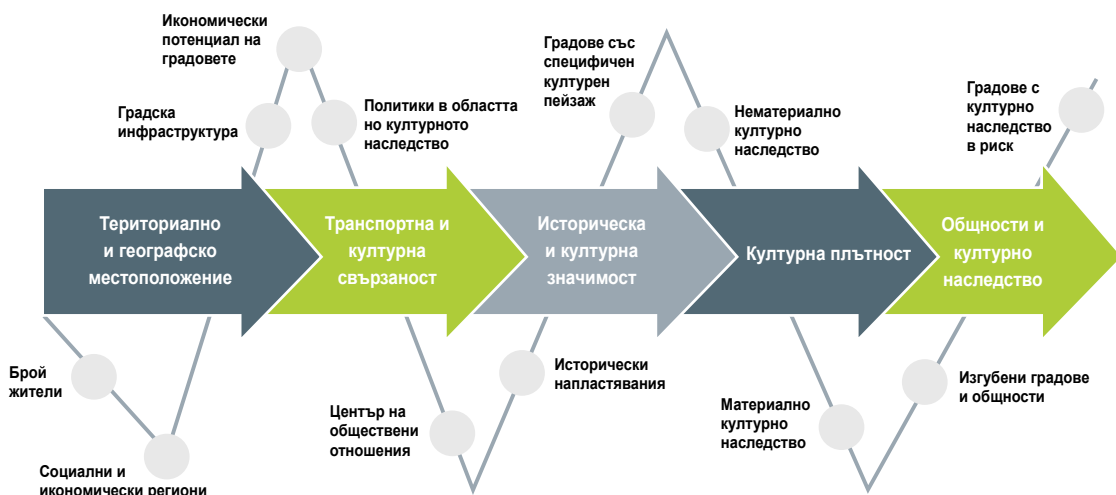 Икономически
потенциал на
градовете
Градска
инфраструктура
Политики в областта
но културното
наследство
Градове със
специфичен
културен
пейзаж
Нематериално
културно
наследство
Градове с
културно
наследство
в риск
Териториално
и географско
местоположение
Транспортна и
културна
свързаност
Историческа
и културна
значимост
Културна плътност
Общности и
културно
наследство
Брой
жители
Социални и
икономически региони
Център на
обществени
отношения
Исторически
напластявания
Материално
културно
наследство
Изгубени градове
и общности